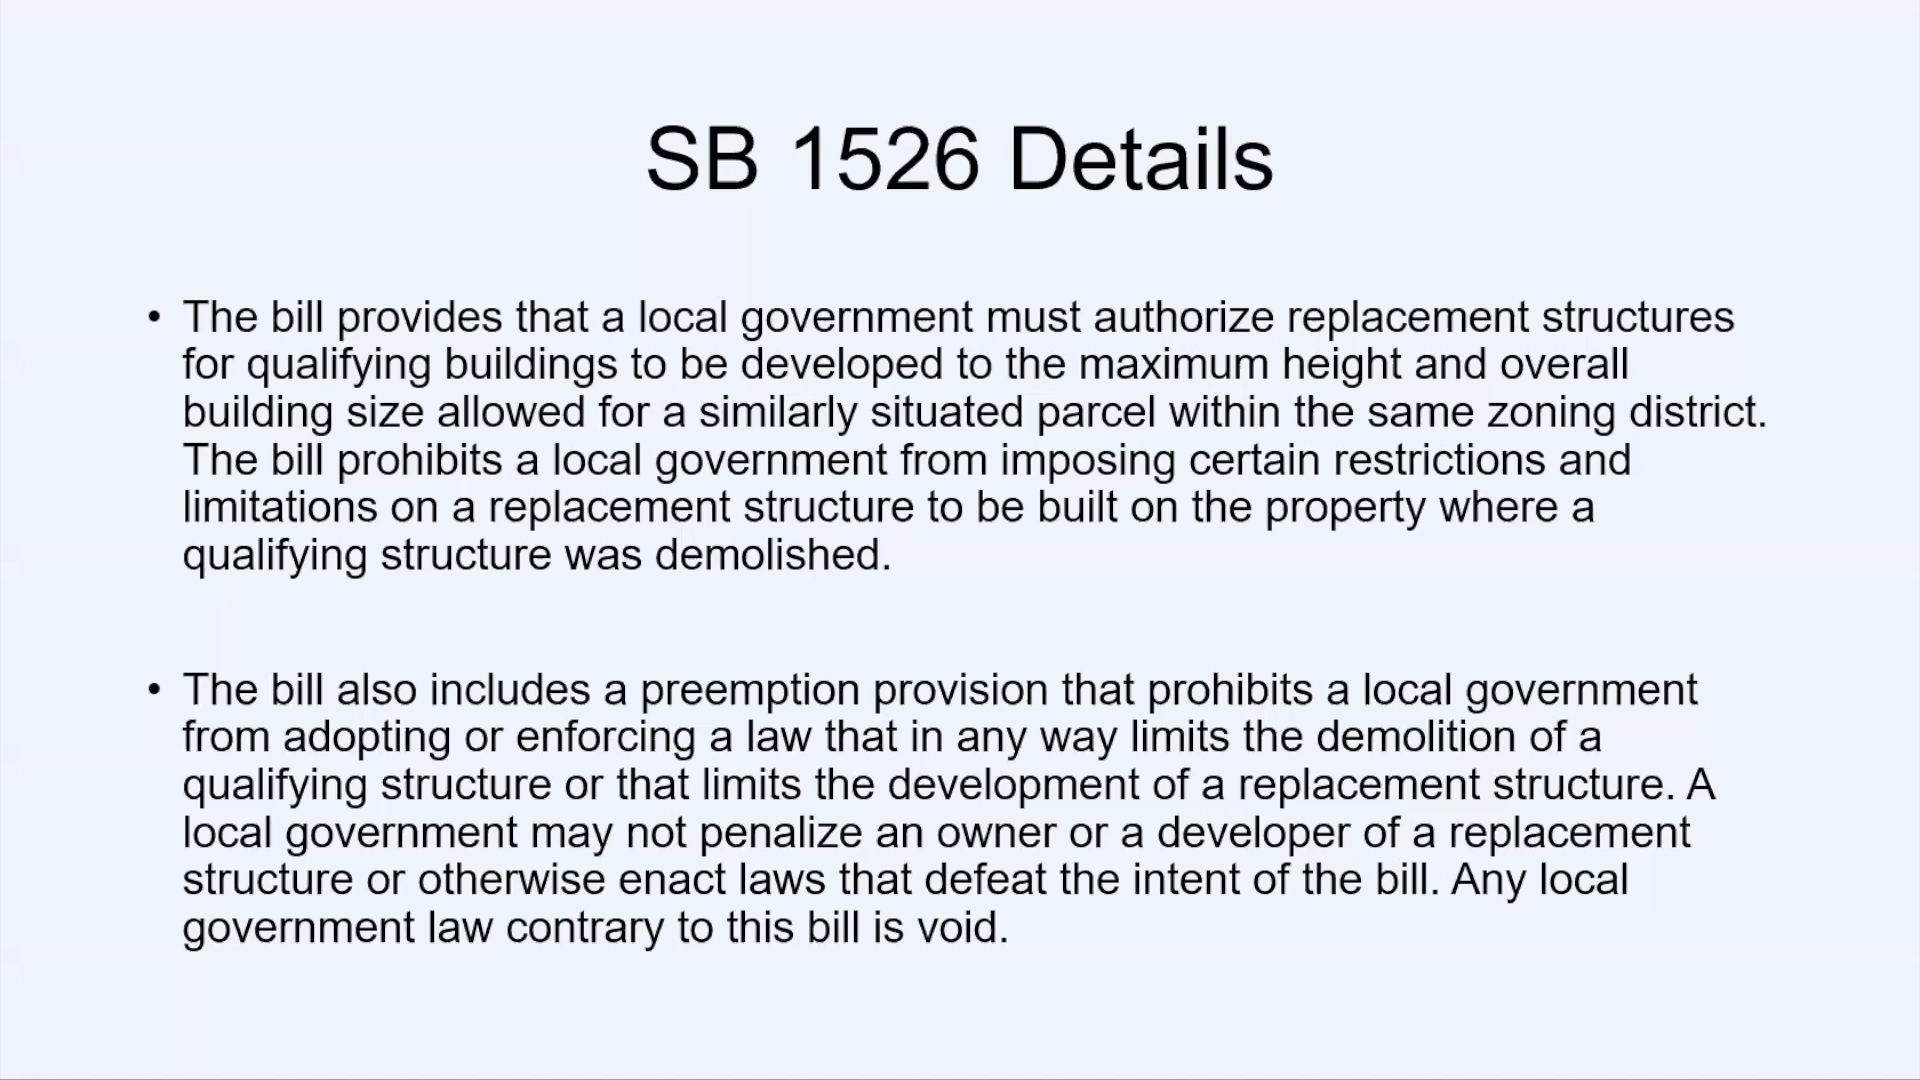 SB 1526 Details
• The bill provides that a local government must authorize replacement structures
for qualifying buildings to be developed to the maximum height and overall
building size allowed for a similarly situated parcel within the same zoning district.
The bill prohibits a local government from imposing certain restrictions and
limitations on a replacement structure to be built on the property where a
qualifying structure was demolished.
• The bill also includes a preemption provision that prohibits a local government
from adopting or enforcing a law that in any way limits the demolition of a
qualifying structure or that limits the development of a replacement structure. A
local government may not penalize an owner or a developer of a replacement
structure or otherwise enact laws that defeat the intent of the bill. Any local
government law contrary to this bill is void.